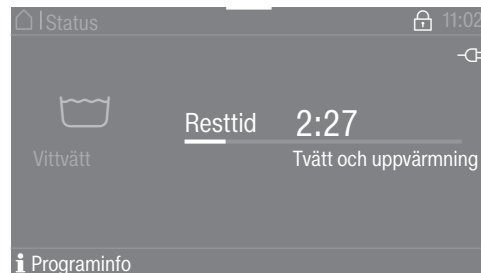 Status 11:02
Resttid 2:27
Vittvätt Tvätt och uppvärmning
Programinfo